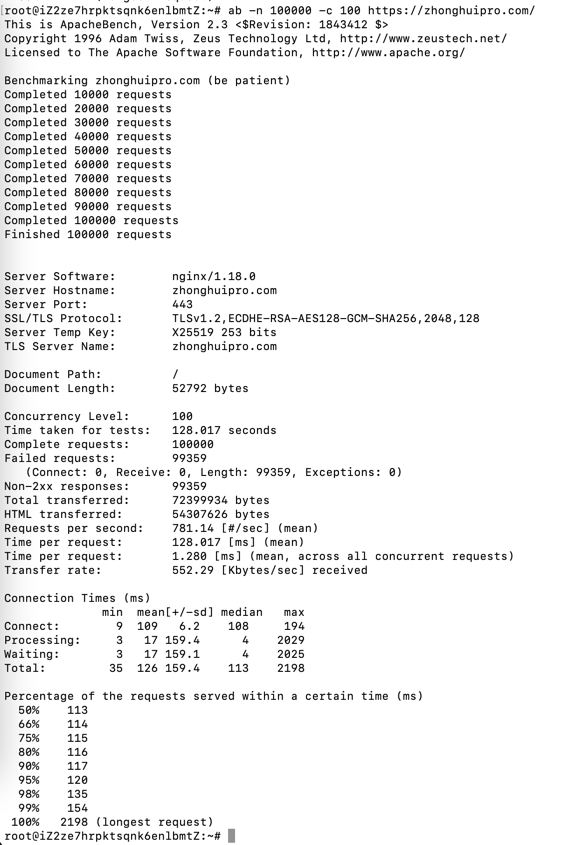 [root@iZ2ze7hrpktsqnk6enlbmtZ:~# ab -n 100000 -c 100 https://zhonghuipro.com/
This is ApacheBench, Version 2.3 <$Revision: 1843412 $>
Copyright 1996 Adam Twiss, Zeus Technology Ltd, http://www.zeustech.net/
Licensed to The Apache Software Foundation, http://www.apache.org/

Benchmarking zhonghuipro.com (be patient)
Completed 10000 requests
Completed 20000 requests
Completed 30000 requests
Completed 40000 requests
Completed 50000 requests
Completed 60000 requests
Completed 70000 requests
Completed 80000 requests
Completed 90000 requests
Completed 100000 requests
Finished 100000 requests

Server Software:        nginx/1.18.0
Server Hostname:        zhonghuipro.com
Server Port:            443
SSL/TLS Protocol:       TLSv1.2,ECDHE-RSA-AES128-GCM-SHA256,2048,128
Server Temp Key:        X25519 253 bits
TLS Server Name:        zhonghuipro.com

Document Path:          /
Document Length:        52792 bytes

Concurrency Level:      100
Time taken for tests:   128.017 seconds
Complete requests:      100000
Failed requests:        99359
   (Connect: 0, Receive: 0, Length: 99359, Exceptions: 0)
Non-2xx responses:      99359
Total transferred:      72399934 bytes
HTML transferred:       54307626 bytes
Requests per second:    781.14 [#/sec] (mean)
Time per request:       128.017 [ms] (mean)
Time per request:       1.280 [ms] (mean, across all concurrent requests)
Transfer rate:          552.29 [Kbytes/sec] received

Connection Times (ms)
              min  mean[+/-sd] median   max
Connect:        9  109   6.2    108     194
Processing:     3   17 159.4      4    2029
Waiting:        3   17 159.1      4    2025
Total:         35  126 159.4    113    2198

Percentage of the requests served within a certain time (ms)
  50%    113
  66%    114
  75%    115
  80%    116
  90%    117
  95%    120
  98%    135
  99%    154
 100%   2198 (longest request)
root@iZ2ze7hrpktsqnk6enlbmtZ:~#